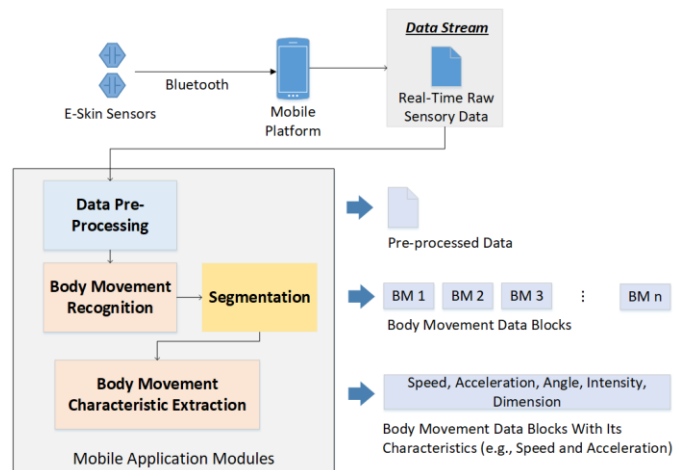 Data Stream
E-Skin Sensors
Bluetooth
Mobile
Platform
Real-Time Raw
Sensory Data
Data Pre-
Processing
Pre-processed Data
Body Movement
Recognition
Segmentation
BM 1
BM 2
BM 3
⋮
BM n
Body Movement Data Blocks
Body Movement
Characteristic Extraction
Speed, Acceleration, Angle, Intensity,
Dimension
Body Movement Data Blocks With Its
Characteristics (e.g., Speed and Acceleration)
Mobile Application Modules